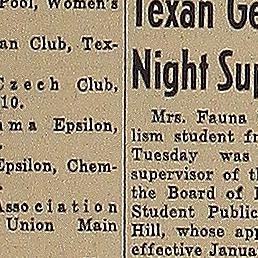 Pool, Women's
an Club, Tex-
Czech Club,
10.
ma Epsilon,
Epsilon, Chem-
Association
Union Main
Texan Ge
Night Sup
Mrs. Fauna
lism student fr
Tuesday was
supervisor of th
the Board of
Student Public
Hill, whose app
effective Janua